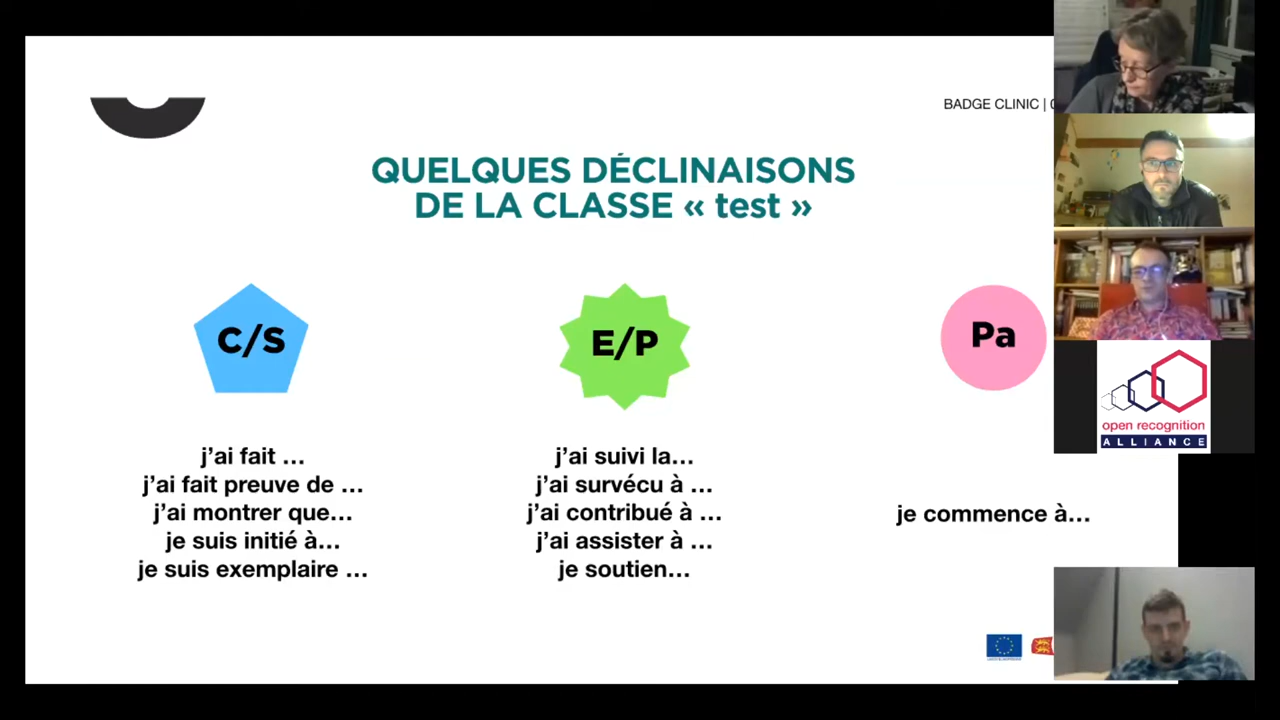 BADGE CLINIC |
QUELQUES DÉCLINAISONS
DE LA CLASSE « test »
C/S
E/P
Pa
j'ai fait …
j'ai fait preuve de …
j'ai montrer que…
je suis initié à…
je suis exemplaire …
j'ai suivi la…
j'ai survécu à …
j'ai contribué à …
j'ai assister à …
je soutien…
je commence à…
open recognition
ALLIANCE